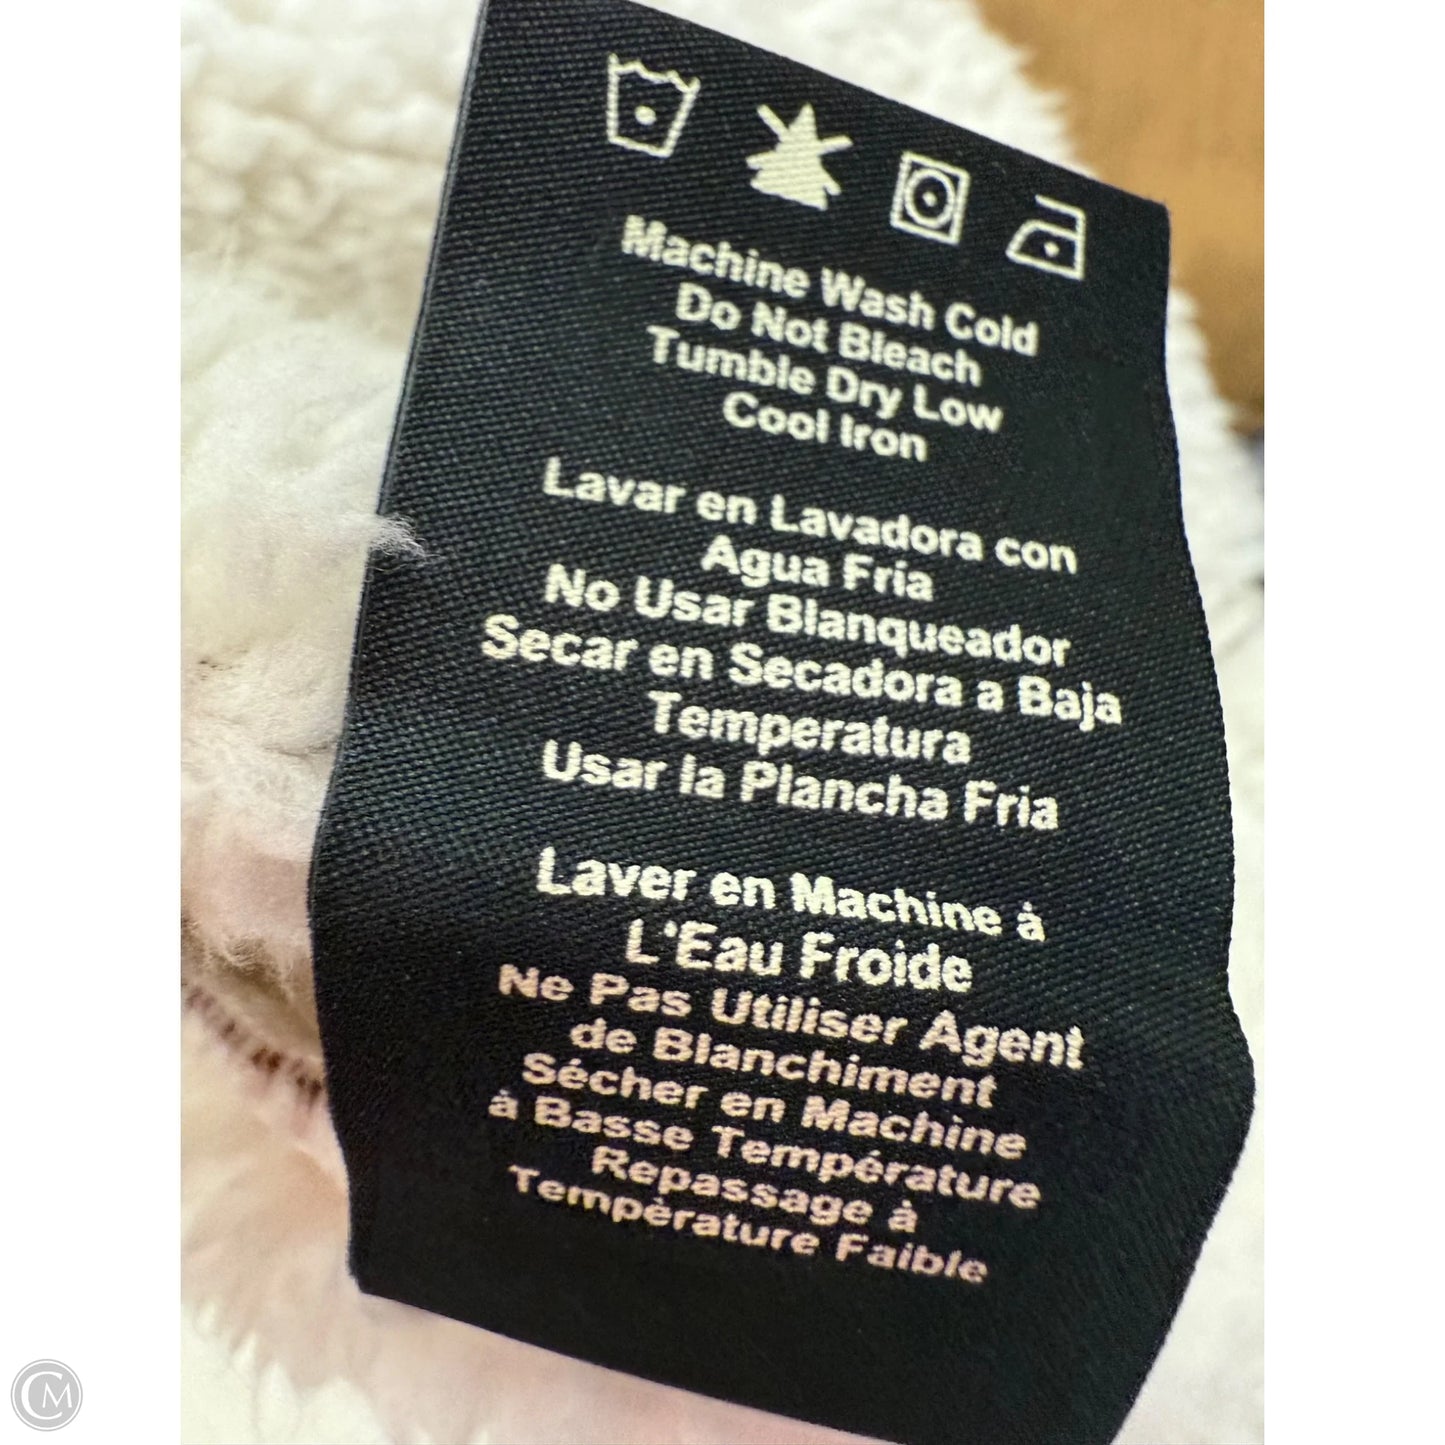 Machine Wash Cold
Do Not Bleach
Tumble Dry Low
Cool Iron
Lavar en Lavadora con
Agua Fria
No Usar Blanqueador
Secar en Secadora a Baja
Temperatura
Usar la Plancha Fria
Laver en Machine à
L'Eau Froide
Ne Pas Utiliser Agent
de Blanchiment
Sécher en Machine
à Basse Température
Repassage à
Température Faible
CM